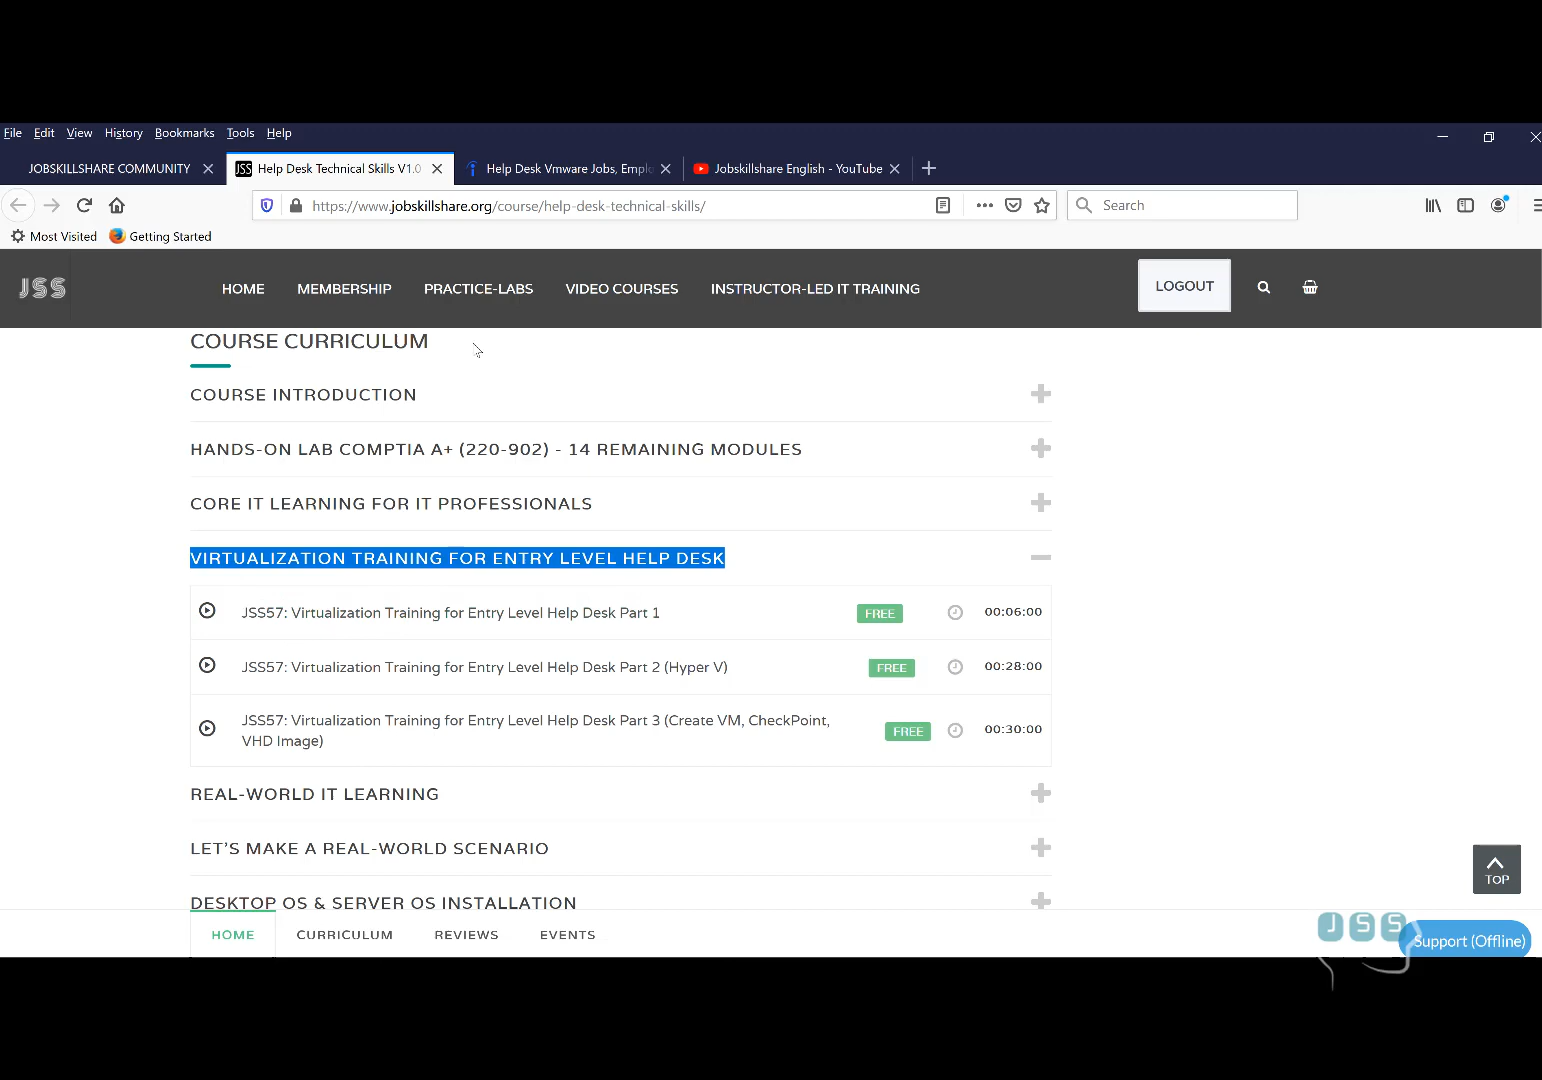 File Edit View History Bookmarks Tools Help
JOBSKILLSHARE COMMUNITY
JSS Help Desk Technical Skills V1.0
Help Desk Vmware Jobs, Emplo
Jobskillshare English - YouTube
https://www.jobskillshare.org/course/help-desk-technical-skills/
Search
Most Visited Getting Started
JSS HOME MEMBERSHIP PRACTICE-LABS VIDEO COURSES INSTRUCTOR-LED IT TRAINING LOGOUT
COURSE CURRICULUM
COURSE INTRODUCTION
HANDS-ON LAB COMPTIA A+ (220-902) - 14 REMAINING MODULES
CORE IT LEARNING FOR IT PROFESSIONALS
VIRTUALIZATION TRAINING FOR ENTRY LEVEL HELP DESK
JSS57: Virtualization Training for Entry Level Help Desk Part 1 FREE 00:06:00
JSS57: Virtualization Training for Entry Level Help Desk Part 2 (Hyper V) FREE 00:28:00
JSS57: Virtualization Training for Entry Level Help Desk Part 3 (Create VM, CheckPoint,
VHD Image) FREE 00:30:00
REAL-WORLD IT LEARNING
LET'S MAKE A REAL-WORLD SCENARIO
TOP
DESKTOP OS & SERVER OS INSTALLATION
HOME CURRICULUM REVIEWS EVENTS
JSS
Support (Offline)